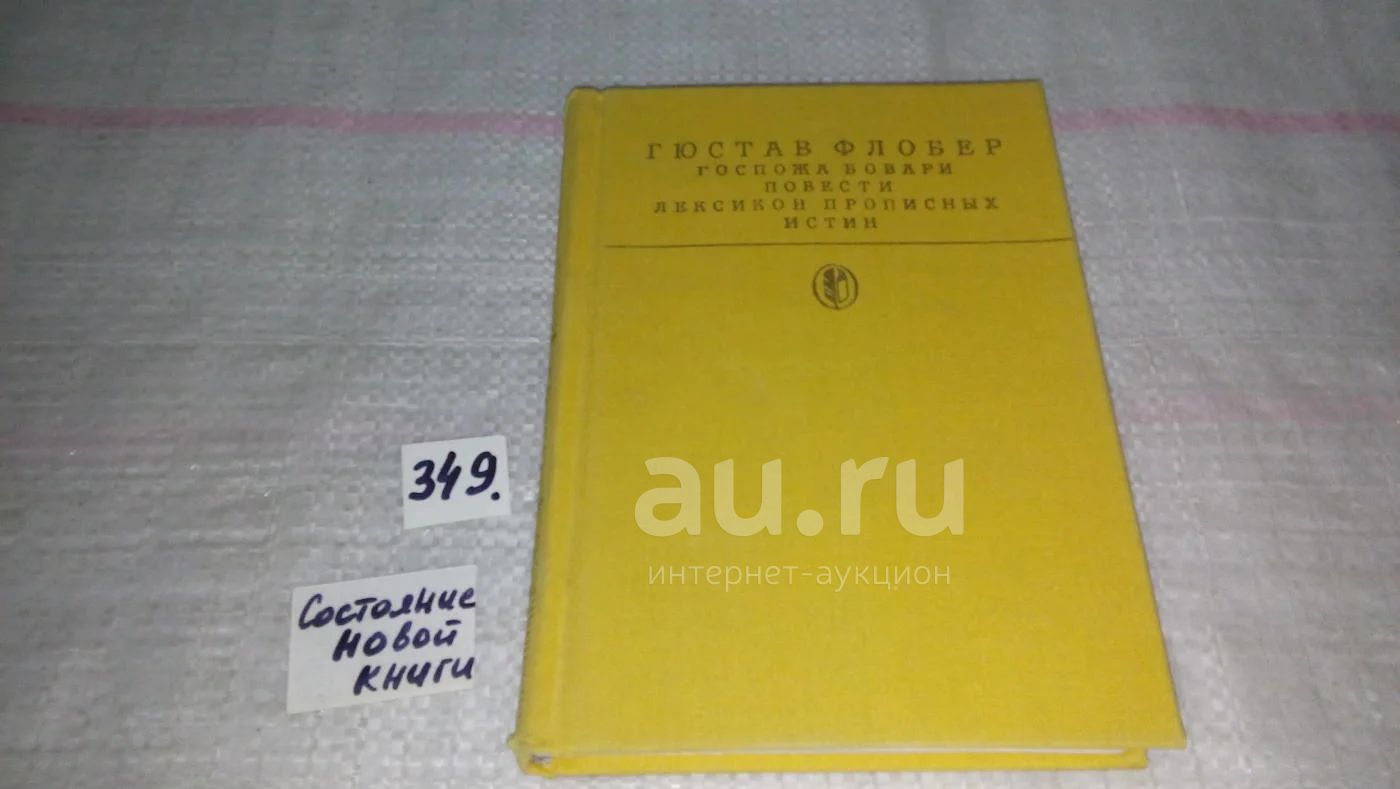 ГЮСТАВ ФЛОБЕР
ГОСПОЖА БОВАРИ
ПОВЕСТИ
ЛЕКСИКОН ПРОПИСНЫХ
ИСТИН
349.
au.ru
интернет-аукцион
Состояние
новой
книги